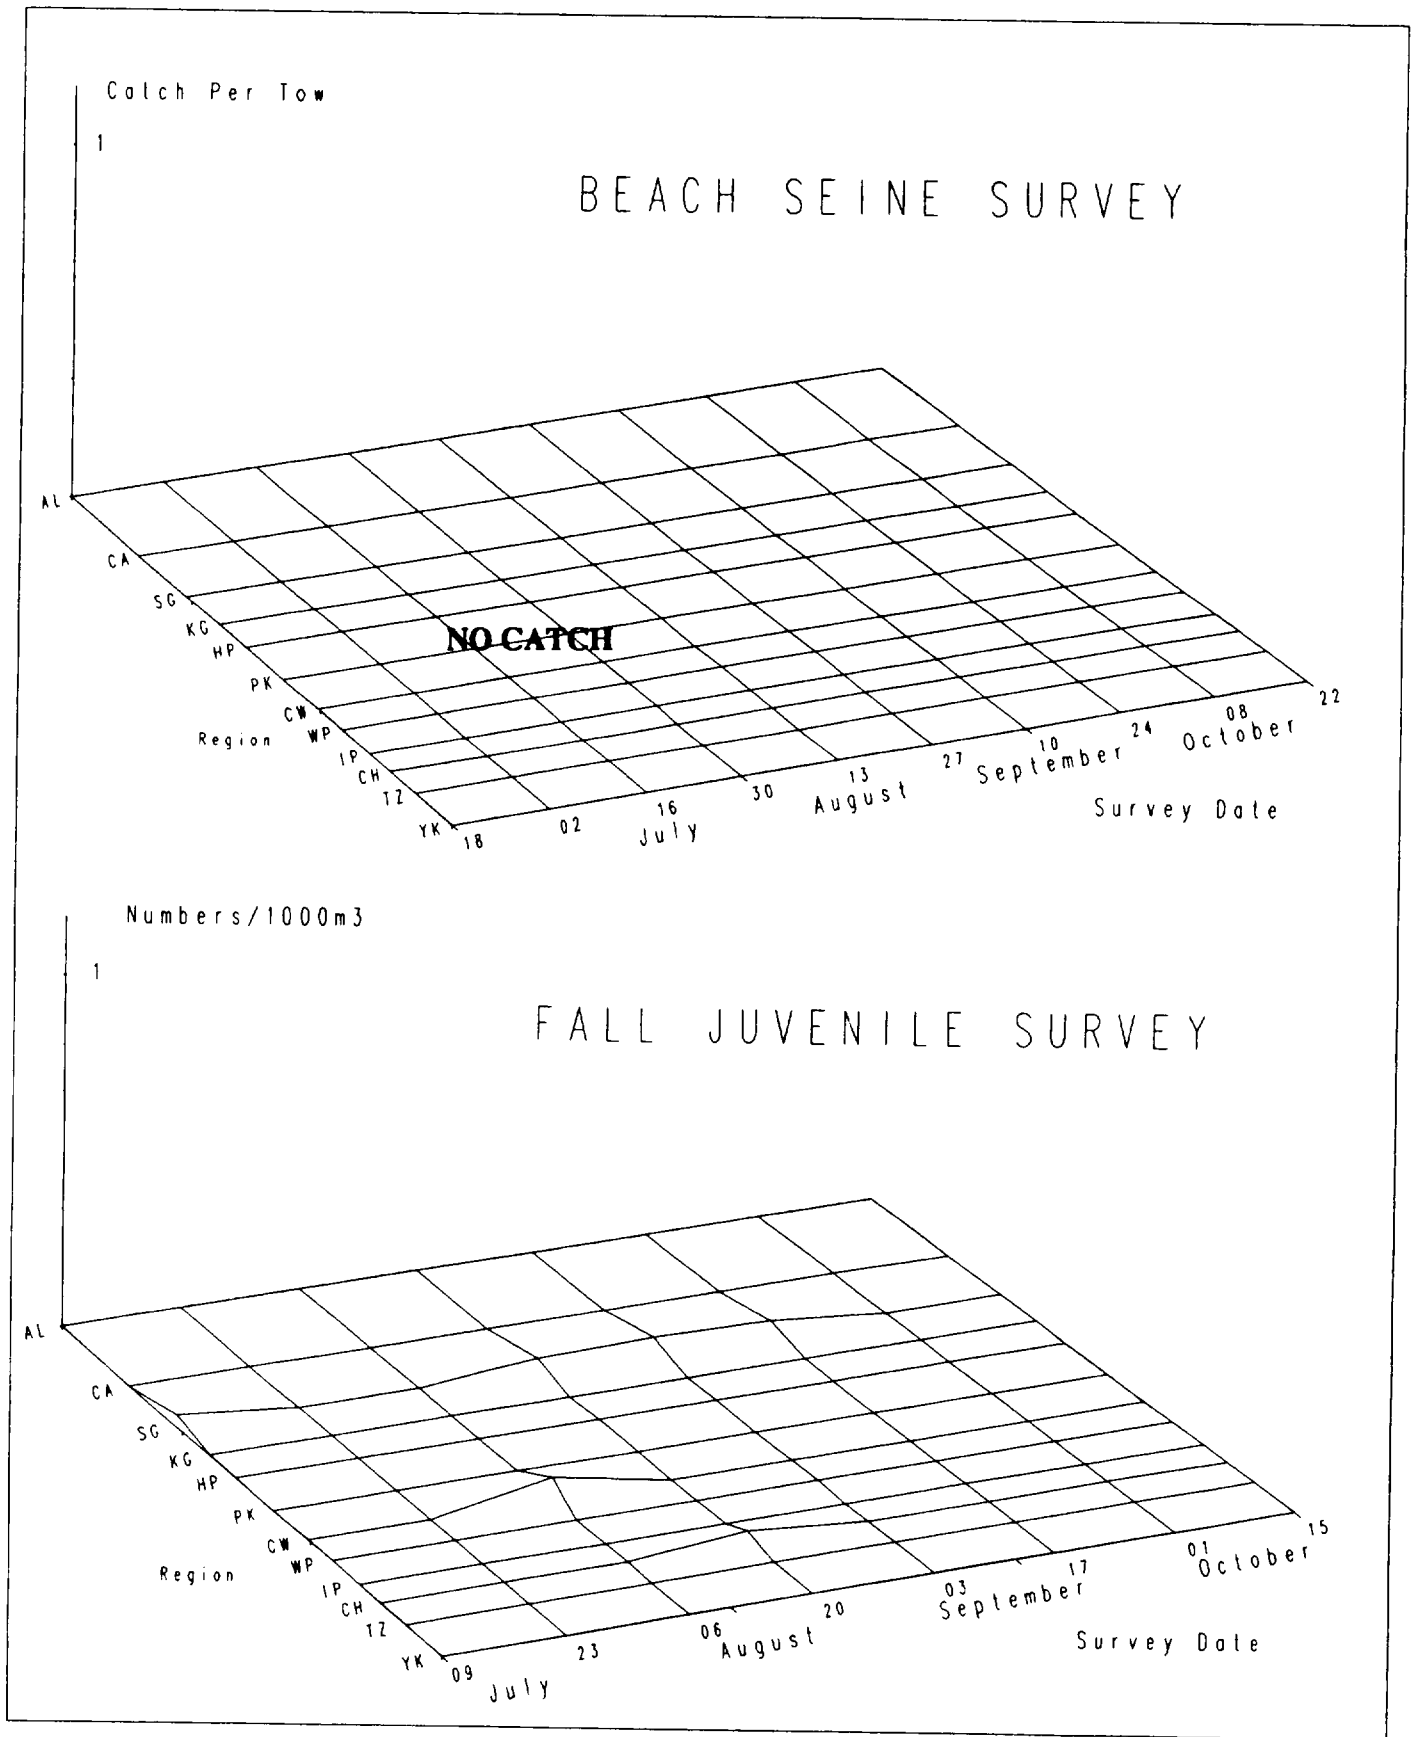 Catch Per Tow
1
BEACH SEINE SURVEY
AL
CA
SG
KG
HP
NO CATCH
PK
CW
WP
Region
IP
CH
TZ
YK
18
02
16
30
13
27
10
24
08
22
July
August
September
October
Survey Date
Numbers/1000m3
1
FALL JUVENILE SURVEY
AL
CA
SG
KG
HP
PK
CW
WP
Region
IP
CH
TZ
YK
09
23
06
20
03
17
01
15
July
August
September
October
Survey Date